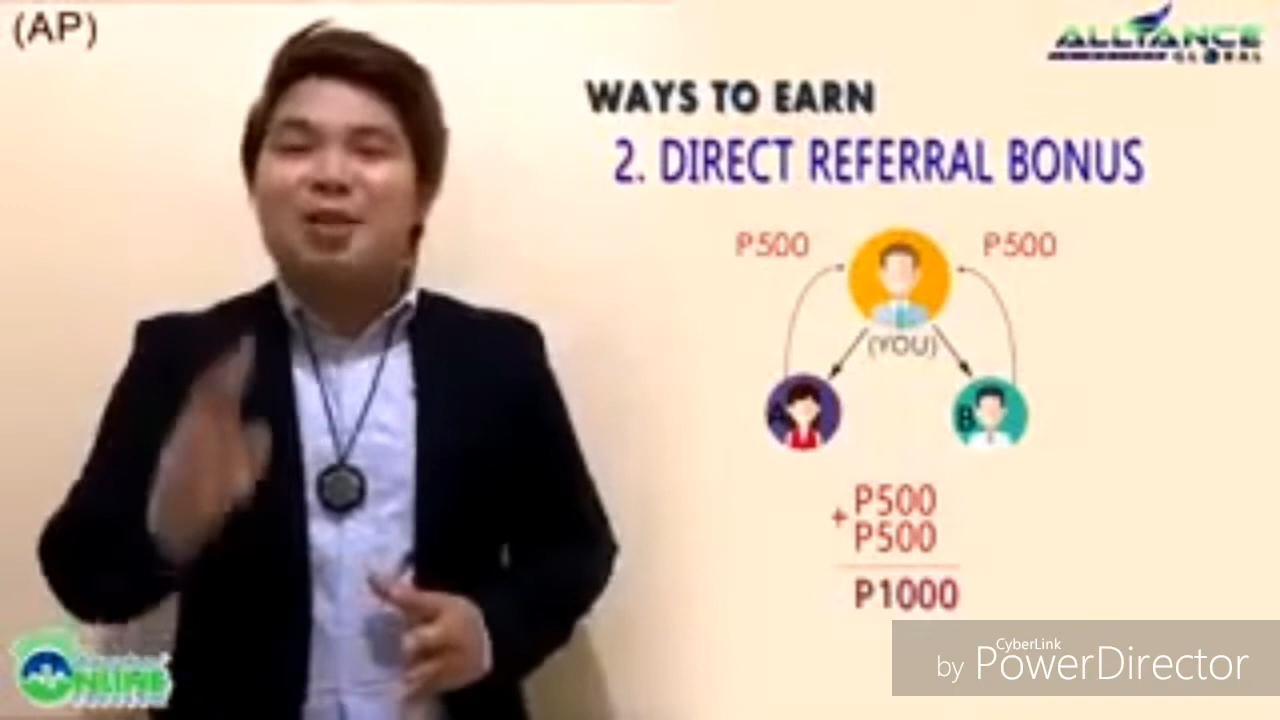 (AP)
ALLIANCE
GLOBAL
WAYS TO EARN
2. DIRECT REFERRAL BONUS
P500
P500
(YOU)
A
B
+ P500
P500
P1000
ONLINE
CyberLink
by PowerDirector